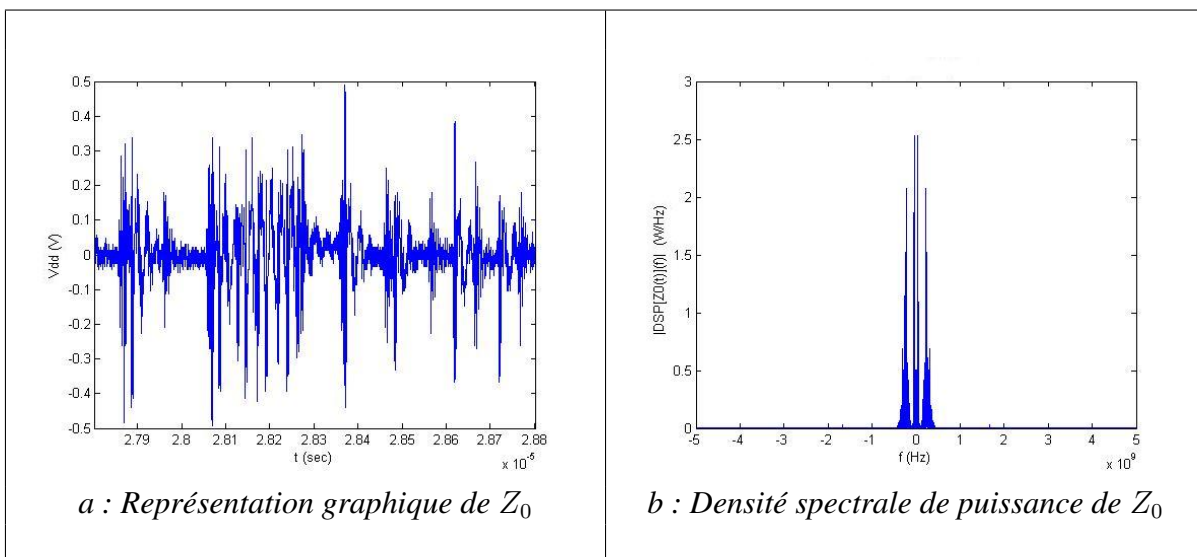 0.5
0.4
0.3
0.2
0.1
0
-0.1
-0.2
-0.3
-0.4
-0.5
Vdd (V)
2.79 2.8 2.81 2.82 2.83 2.84 2.85 2.86 2.87 2.88
t (sec)
x 10⁻⁵
a : Représentation graphique de Z₀
3
2.5
2
1.5
1
0.5
0
|DSP[Z0(t)](f)| (W/Hz)
-5 -4 -3 -2 -1 0 1 2 3 4 5
f (Hz)
x 10⁹
b : Densité spectrale de puissance de Z₀